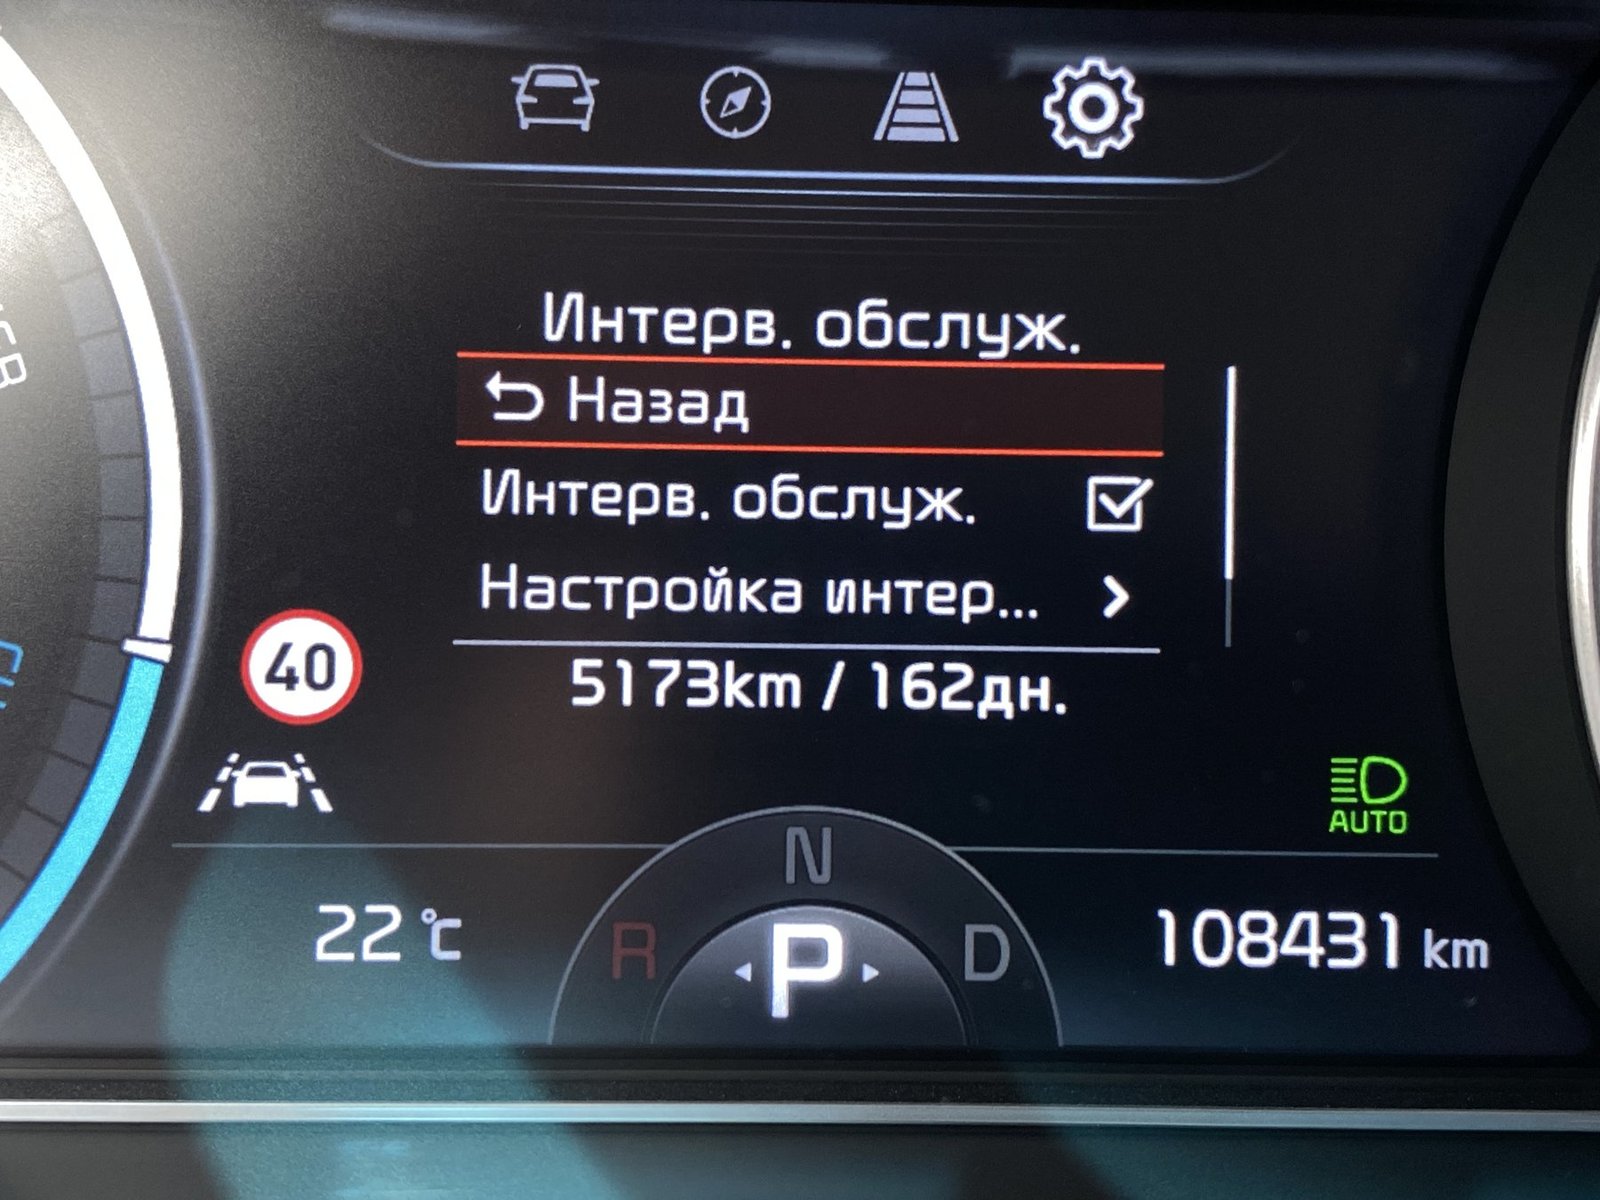 Интерв. обслуж.
Назад
Интерв. обслуж.
Настройка интер...
5173km / 162дн.
40
AUTO
N
22 °C
R
P
D
108431 km